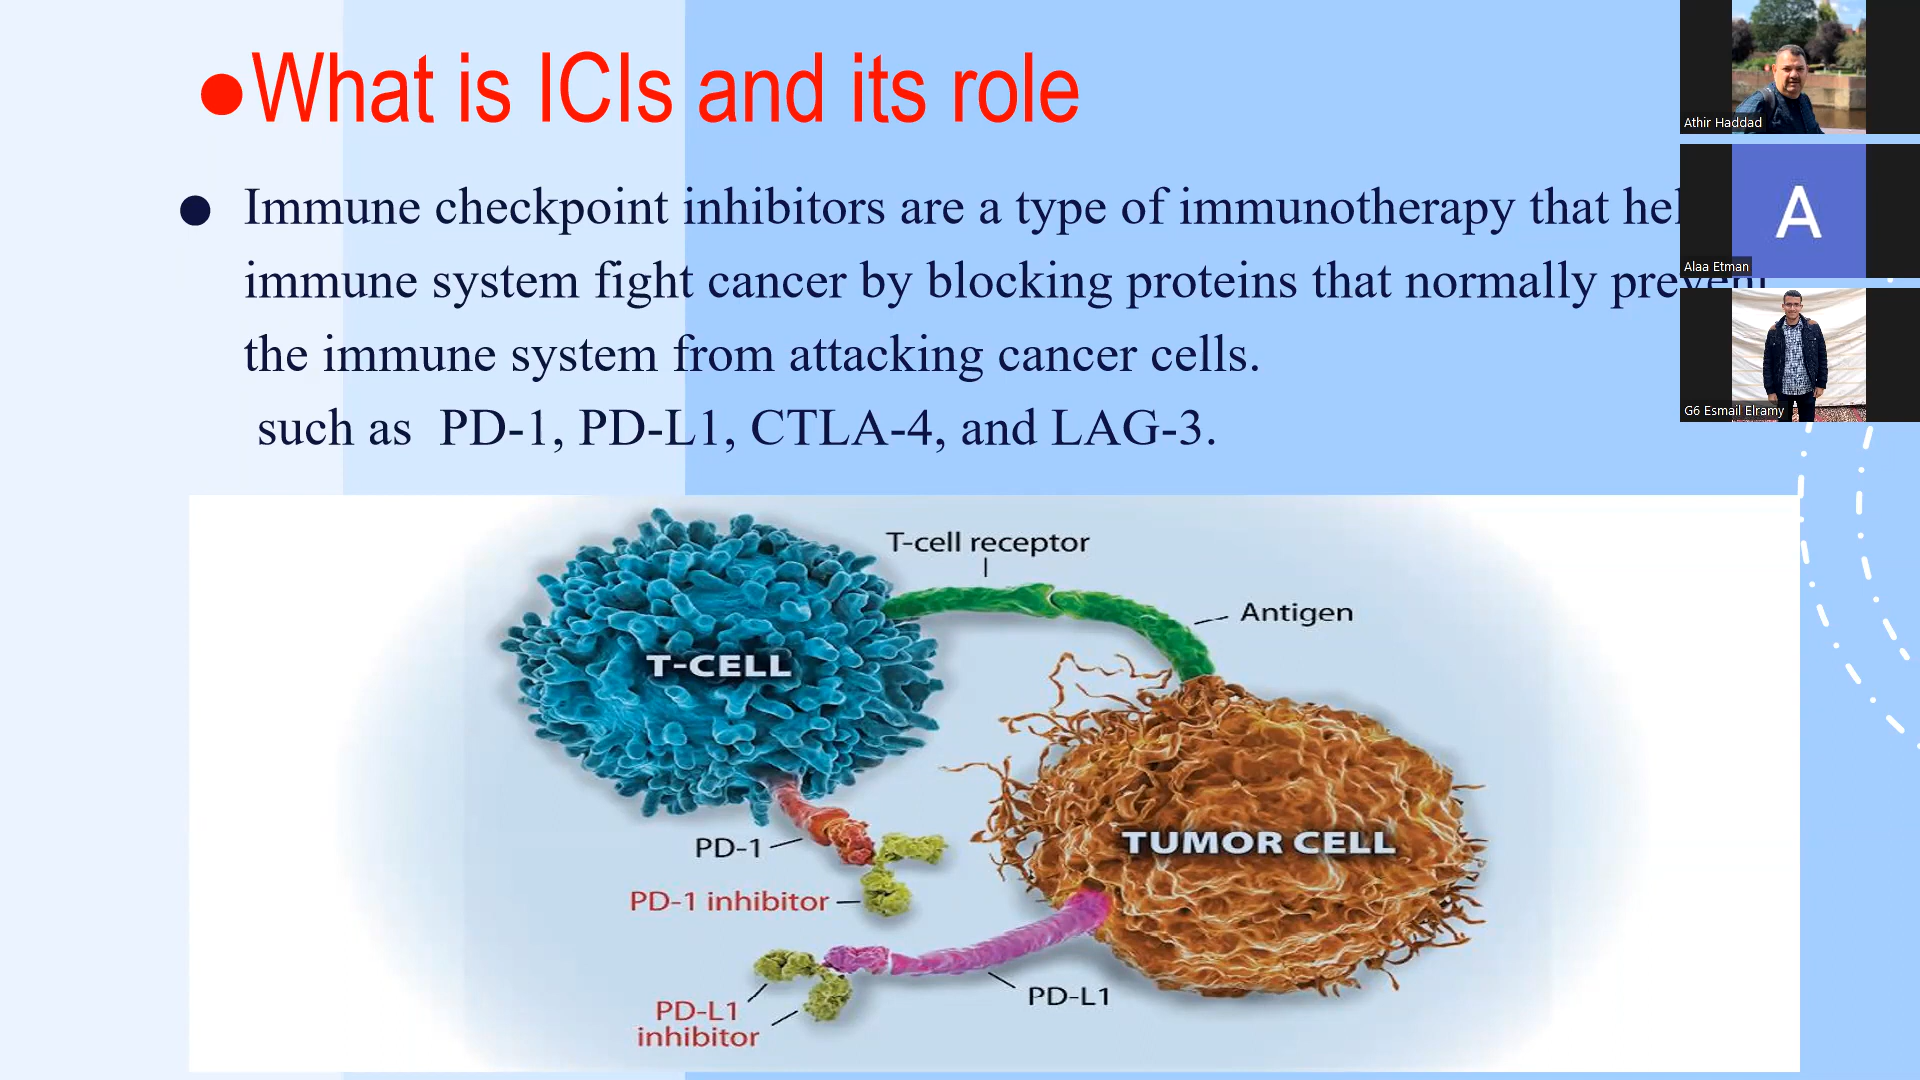 ●What is ICIs and its role
● Immune checkpoint inhibitors are a type of immunotherapy that
immune system fight cancer by blocking proteins that normally prevent
the immune system from attacking cancer cells.
such as PD-1, PD-L1, CTLA-4, and LAG-3.
T-cell receptor
Antigen
T-CELL
TUMOR CELL
PD-1
PD-1 inhibitor
PD-L1
PD-L1
inhibitor
Athir Haddad
A
Alaa Etman
G6 Esmail Elramy